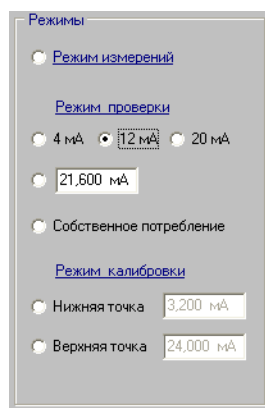 Режимы
Режим измерений
Режим проверки
4 мА 12 мА 20 мА
21,600 мА
Собственное потребление
Режим калибровки
Нижняя точка 3,200 мА
Верхняя точка 24,000 мА